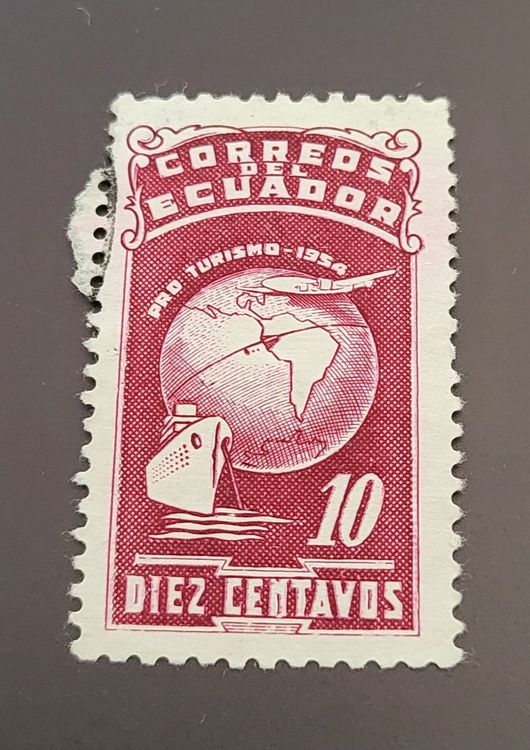 CORREOS
DEL
ECUADOR
PRO TURISMO-1954
10
DIEZ CENTAVOS